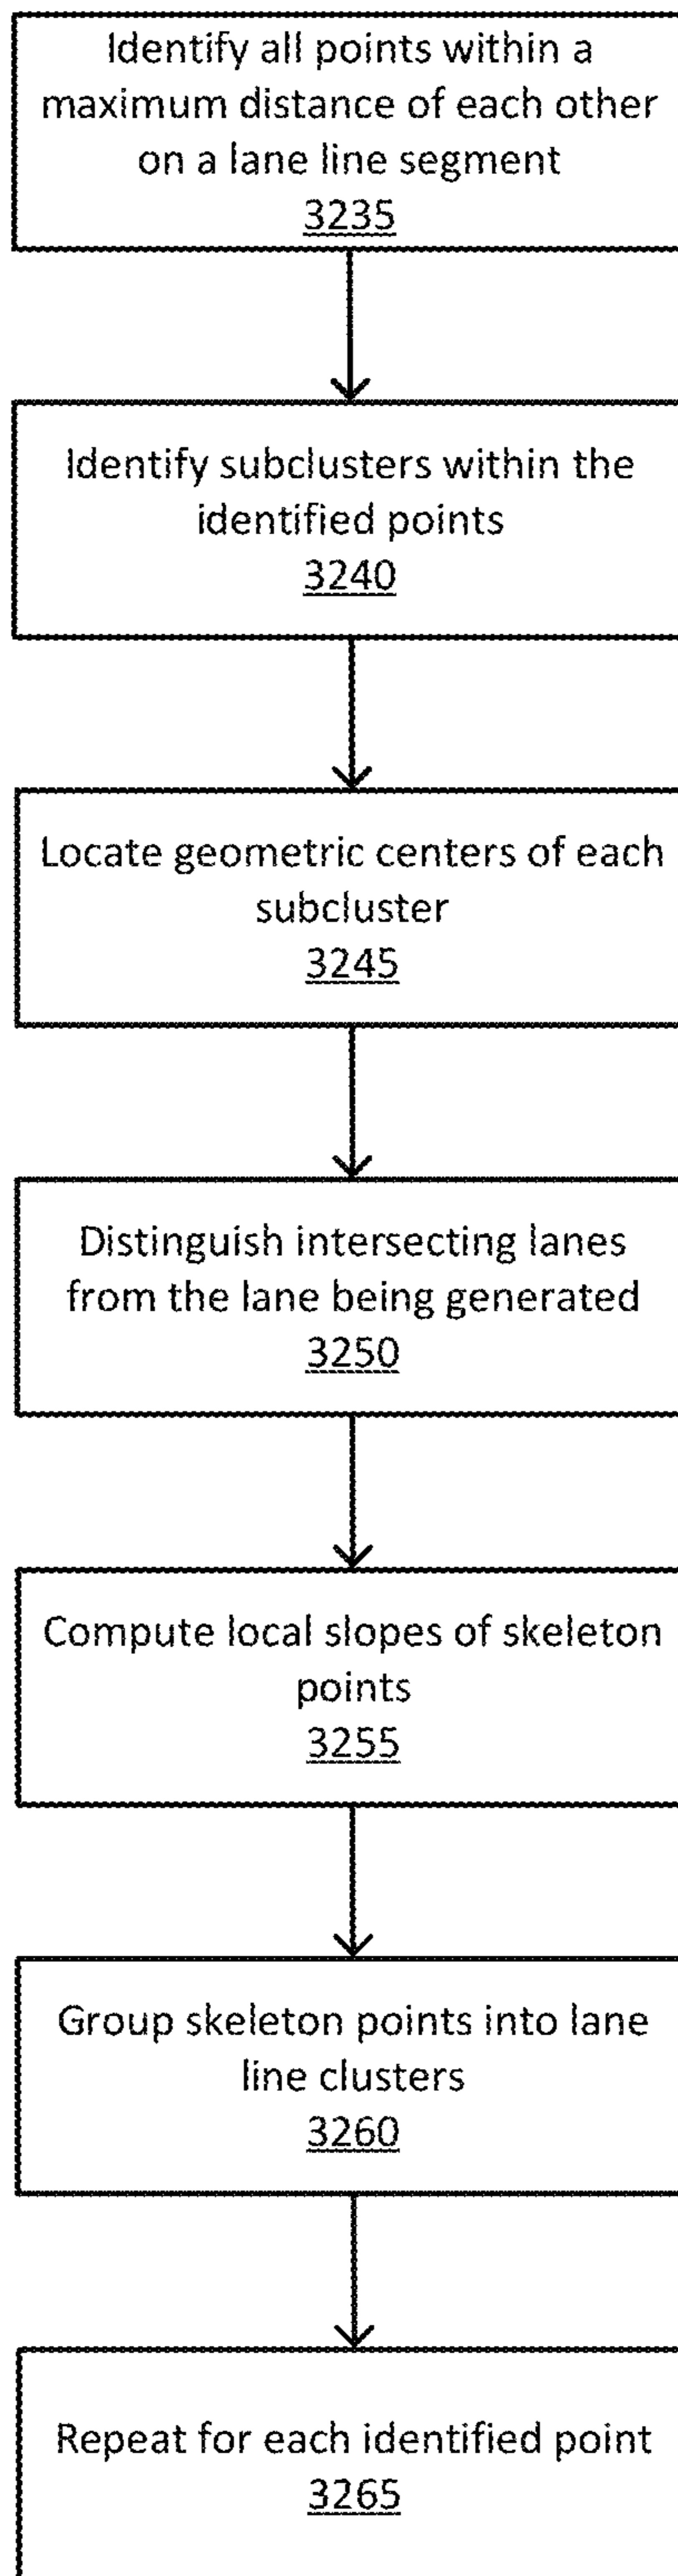 Identify all points within a
maximum distance of each other
on a lane line segment
3235
Identify subclusters within the
identified points
3240
Locate geometric centers of each
subcluster
3245
Distinguish intersecting lanes
from the lane being generated
3250
Compute local slopes of skeleton
points
3255
Group skeleton points into lane
line clusters
3260
Repeat for each identified point
3265